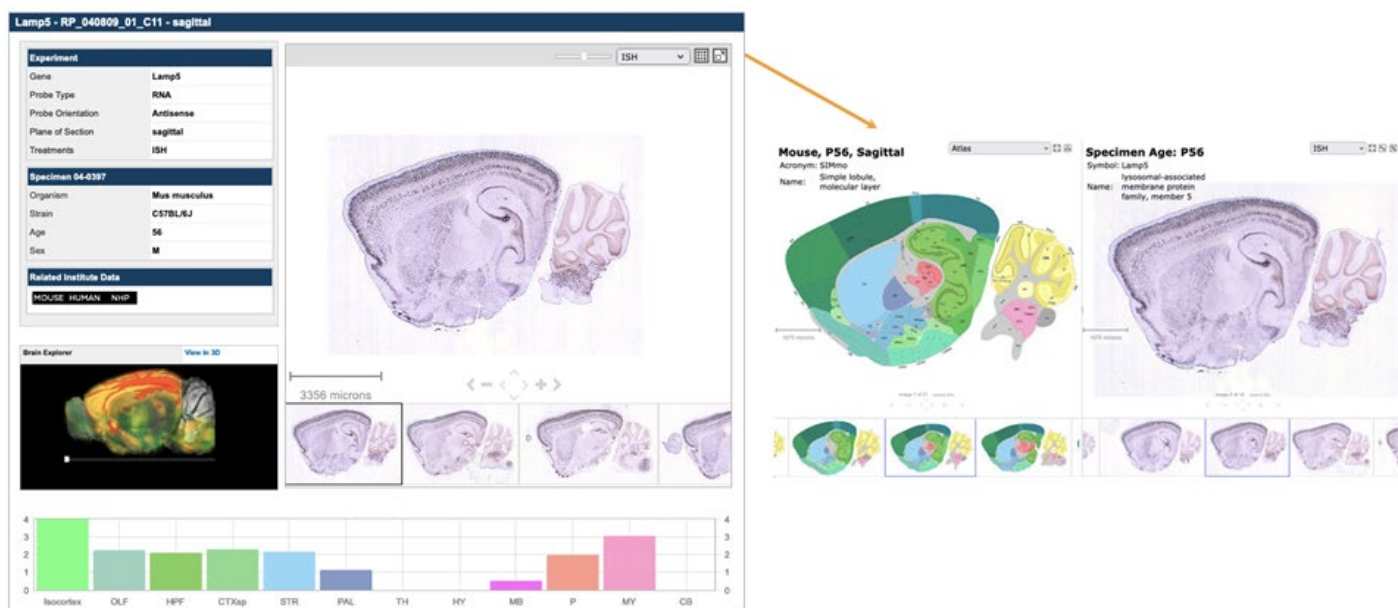 Lamp5 - RP_040809_01_C11 - sagittal
Experiment
Gene Lamp5
Probe Type RNA
Probe Orientation Antisense
Plane of Section sagittal
Treatments ISH
Specimen 04-0397
Organism Mus musculus
Strain C57BL/6J
Age 56
Sex M
Related Institute Data
MOUSE HUMAN NHP
Brain Explorer View in 3D
ISH
3356 microns
4 4
3 3
2 2
1 1
0 0
Isocortex OLF HPF CTXsp STR PAL TH HY MB P MY CB
Mouse, P56, Sagittal
Atlas
Acronym: SIMmo
Name: Simple lobule,
molecular layer
Specimen Age: P56
ISH
Symbol: Lamp5
lysosomal-associated
Name: membrane protein
family, member 5